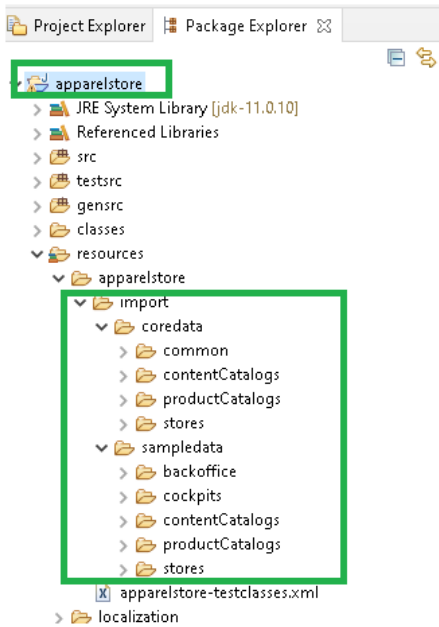 Project Explorer Package Explorer
apparelstore
JRE System Library [jdk-11.0.10]
Referenced Libraries
src
testsrc
gensrc
classes
resources
apparelstore
import
coredata
common
contentCatalogs
productCatalogs
stores
sampledata
backoffice
cockpits
contentCatalogs
productCatalogs
stores
apparelstore-testclasses.xml
localization